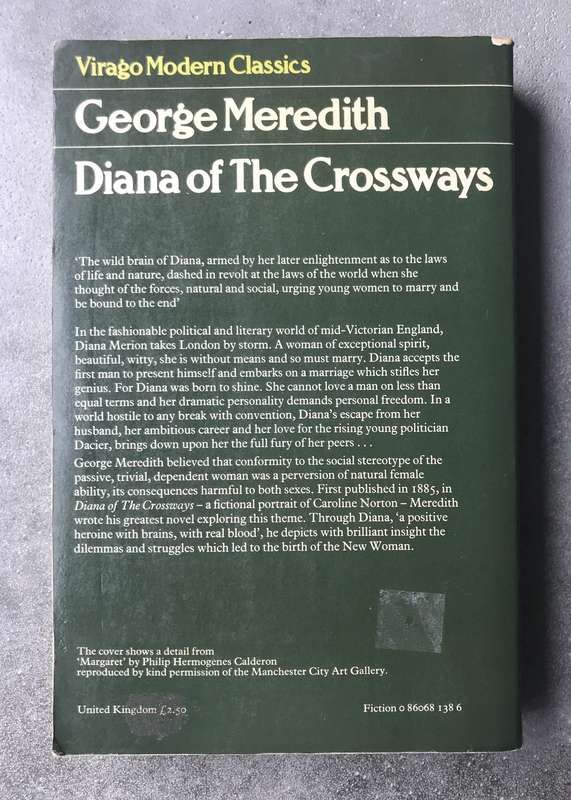 Virago Modern Classics
George Meredith
Diana of The Crossways
‘The wild brain of Diana, armed by her later enlightenment as to the laws
of life and nature, dashed in revolt at the laws of the world when she
thought of the forces, natural and social, urging young women to marry and
be bound to the end’
In the fashionable political and literary world of mid-Victorian England,
Diana Merion takes London by storm. A woman of exceptional spirit,
beautiful, witty, she is without means and so must marry. Diana accepts the
first man to present himself and embarks on a marriage which stifles her
genius. For Diana was born to shine. She cannot love a man on less than
equal terms and her dramatic personality demands personal freedom. In a
world hostile to any break with convention, Diana’s escape from her
husband, her ambitious career and her love for the rising young politician
Dacier, brings down upon her the full fury of her peers . . .
George Meredith believed that conformity to the social stereotype of the
passive, trivial, dependent woman was a perversion of natural female
ability, its consequences harmful to both sexes. First published in 1885, in
Diana of The Crossways – a fictional portrait of Caroline Norton – Meredith
wrote his greatest novel exploring this theme. Through Diana, ‘a positive
heroine with brains, with real blood’, he depicts with brilliant insight the
dilemmas and struggles which led to the birth of the New Woman.
The cover shows a detail from
‘Margaret’ by Philip Hermogenes Calderon
reproduced by kind permission of the Manchester City Art Gallery.
United Kingdom £2.50
Fiction 0 86068 138 6